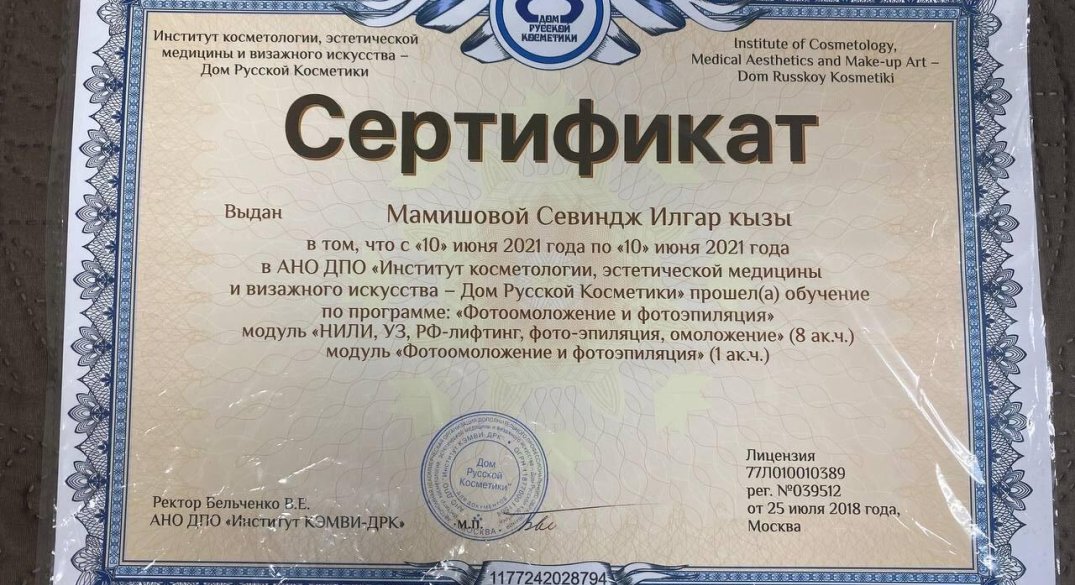 ДОМ
РУССКОЙ
КОСМЕТИКИ
Институт косметологии, эстетической
медицины и визажного искусства –
Дом Русской Косметики
Institute of Cosmetology,
Medical Aesthetics and Make-up Art –
Dom Russkoy Kosmetiki
Сертификат
Выдан Мамишовой Севиндж Илгар кызы
в том, что с «10» июня 2021 года по «10» июня 2021 года
в АНО ДПО «Институт косметологии, эстетической медицины
и визажного искусства – Дом Русской Косметики» прошел(а) обучение
по программе: «Фотоомоложение и фотоэпиляция»
модуль «НИЛИ, УЗ, РФ-лифтинг, фото-эпиляция, омоложение» (8 ак.ч.)
модуль «Фотоомоложение и фотоэпиляция» (1 ак.ч.)
Дом
Русской
Косметики"
Лицензия
77Л010010389
рег. №039512
от 25 июля 2018 года,
Москва
Ректор Бельченко В.Е.
АНО ДПО «Институт КЭМВИ-ДРК»
М.П.
МОСКВА
1177242028794